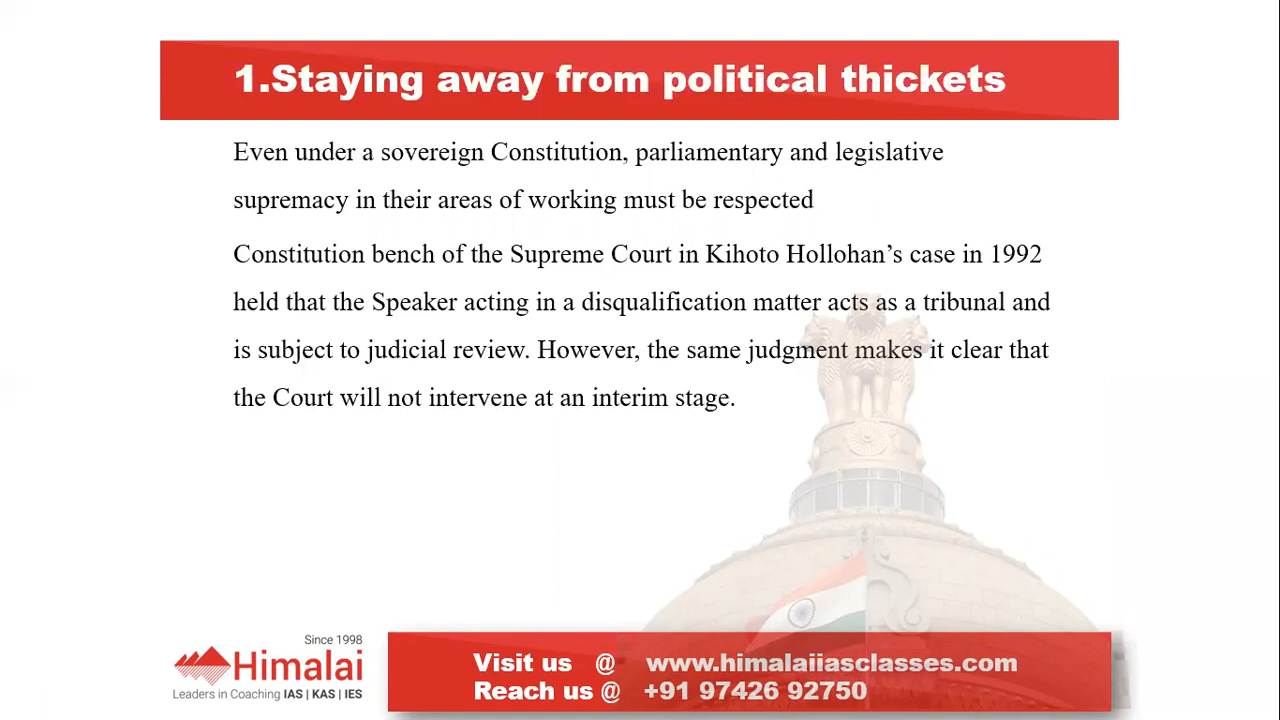 1.Staying away from political thickets
Even under a sovereign Constitution, parliamentary and legislative
supremacy in their areas of working must be respected
Constitution bench of the Supreme Court in Kihoto Hollohan’s case in 1992
held that the Speaker acting in a disqualification matter acts as a tribunal and
is subject to judicial review. However, the same judgment makes it clear that
the Court will not intervene at an interim stage.
Since 1998
Himalai
Leaders in Coaching IAS | KAS | IES
Visit us @ www.himalaiiasclasses.com
Reach us @ +91 97426 92750